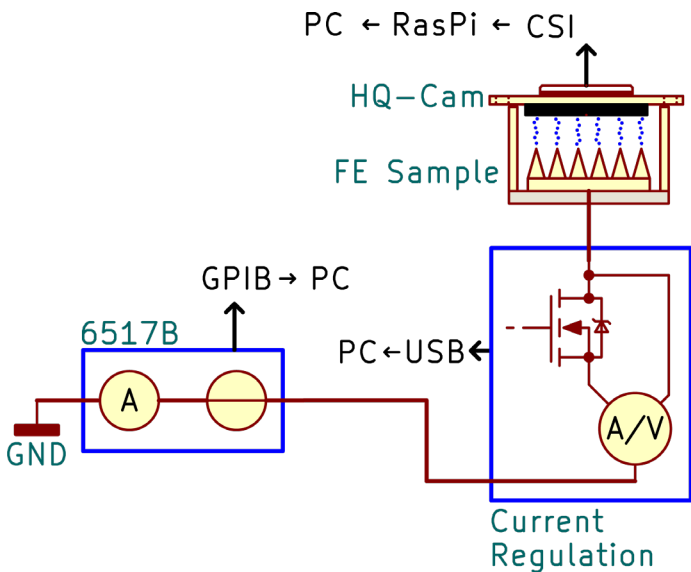 PC ← RasPi ← CSI
HQ-Cam
FE Sample
GPIB → PC
6517B
PC←USB
A
A/V
GND
Current
Regulation